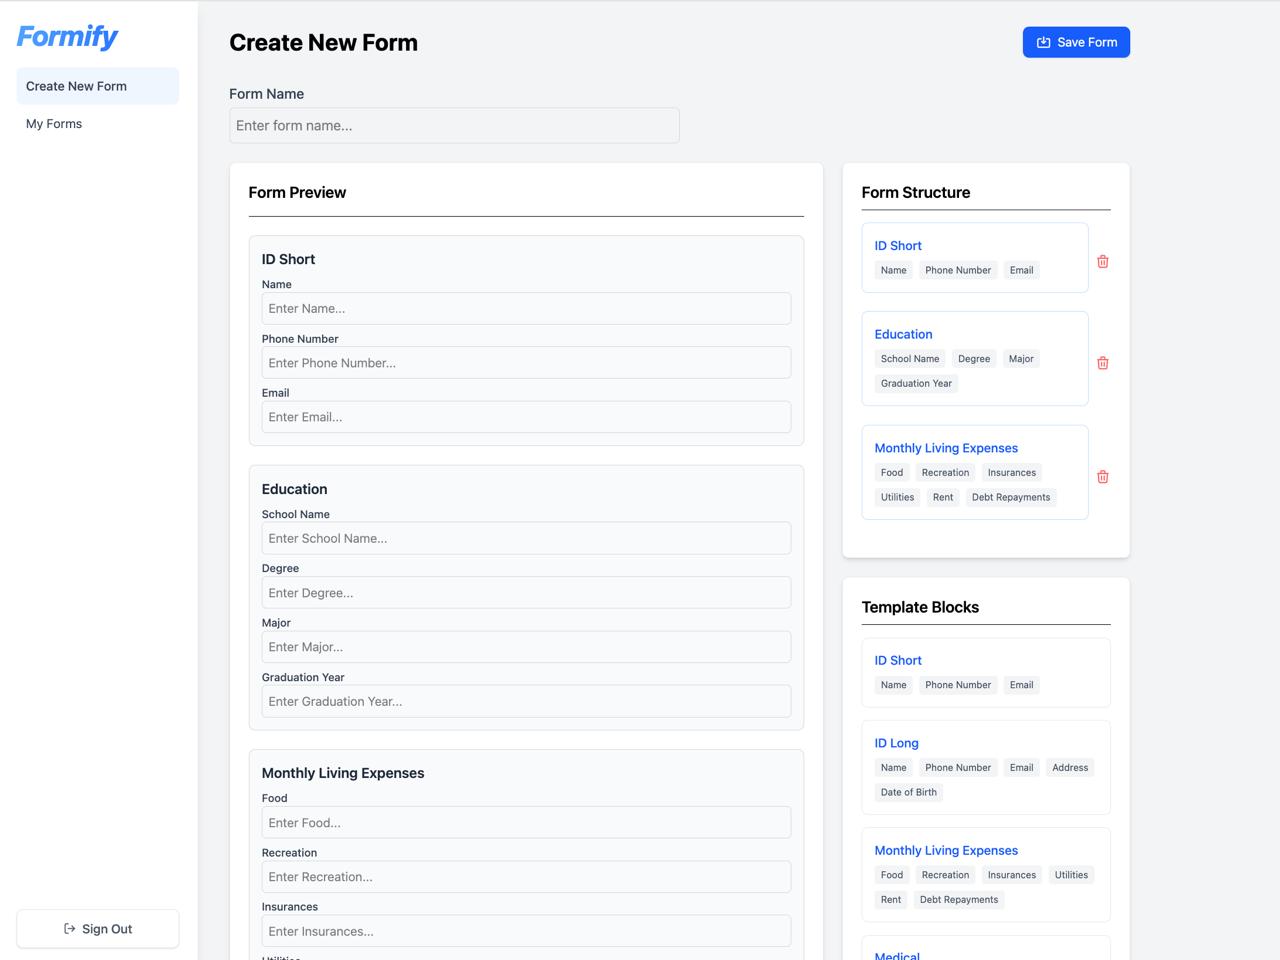 Formify
Create New Form
My Forms
Sign Out
Create New Form
Save Form
Form Name
Enter form name...
Form Preview
ID Short
Name
Enter Name...
Phone Number
Enter Phone Number...
Email
Enter Email...
Education
School Name
Enter School Name...
Degree
Enter Degree...
Major
Enter Major...
Graduation Year
Enter Graduation Year...
Monthly Living Expenses
Food
Enter Food...
Recreation
Enter Recreation...
Insurances
Enter Insurances...
Utilities
Form Structure
ID Short
Name Phone Number Email
Education
School Name Degree Major
Graduation Year
Monthly Living Expenses
Food Recreation Insurances
Utilities Rent Debt Repayments
Template Blocks
ID Short
Name Phone Number Email
ID Long
Name Phone Number Email Address
Date of Birth
Monthly Living Expenses
Food Recreation Insurances Utilities
Rent Debt Repayments
Medical